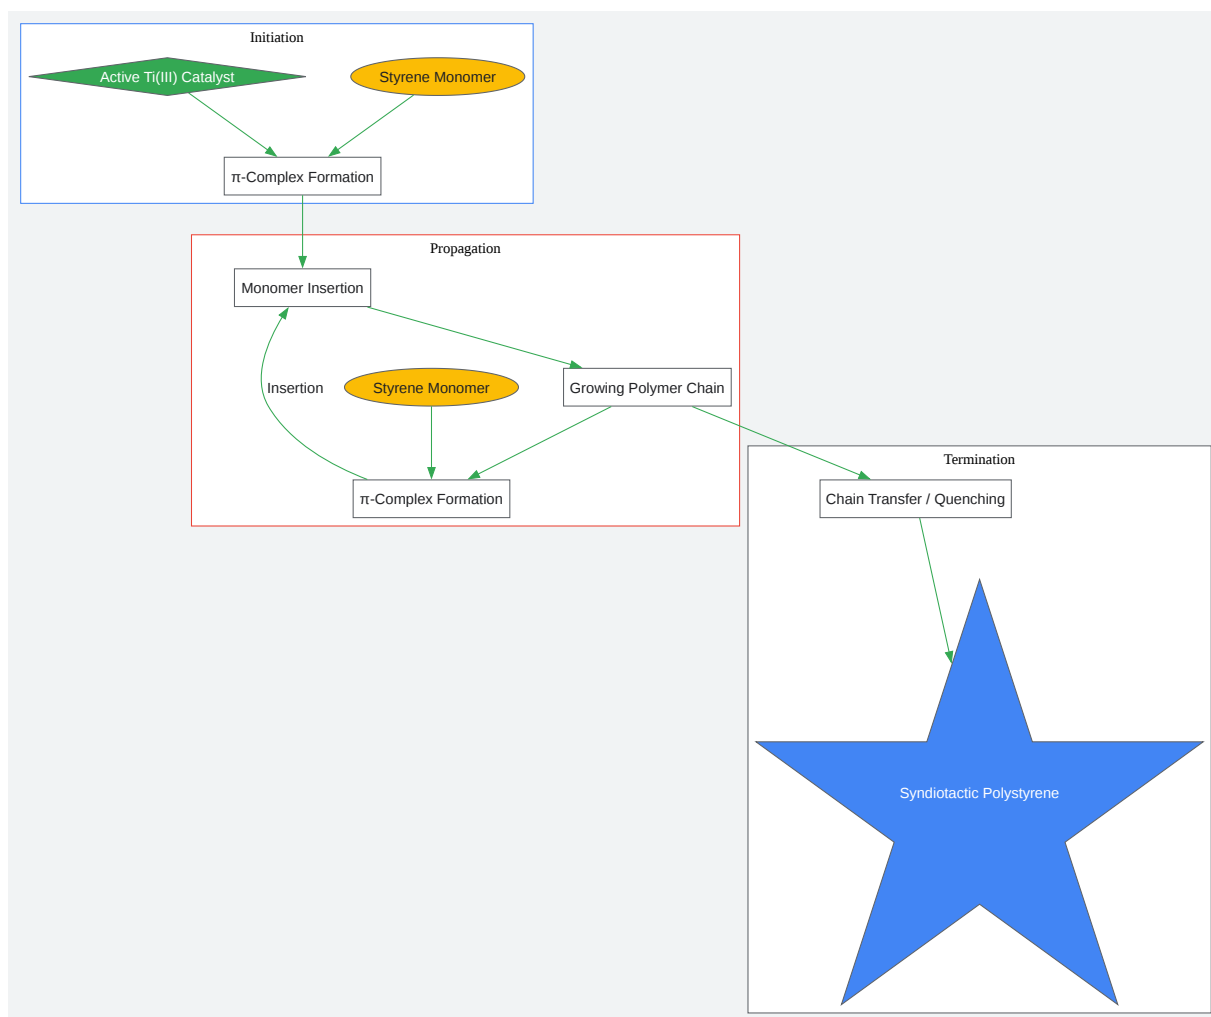 Initiation
Active Ti(III) Catalyst
Styrene Monomer
π-Complex Formation
Propagation
Monomer Insertion
Insertion
Styrene Monomer
Growing Polymer Chain
π-Complex Formation
Termination
Chain Transfer / Quenching
Syndiotactic Polystyrene